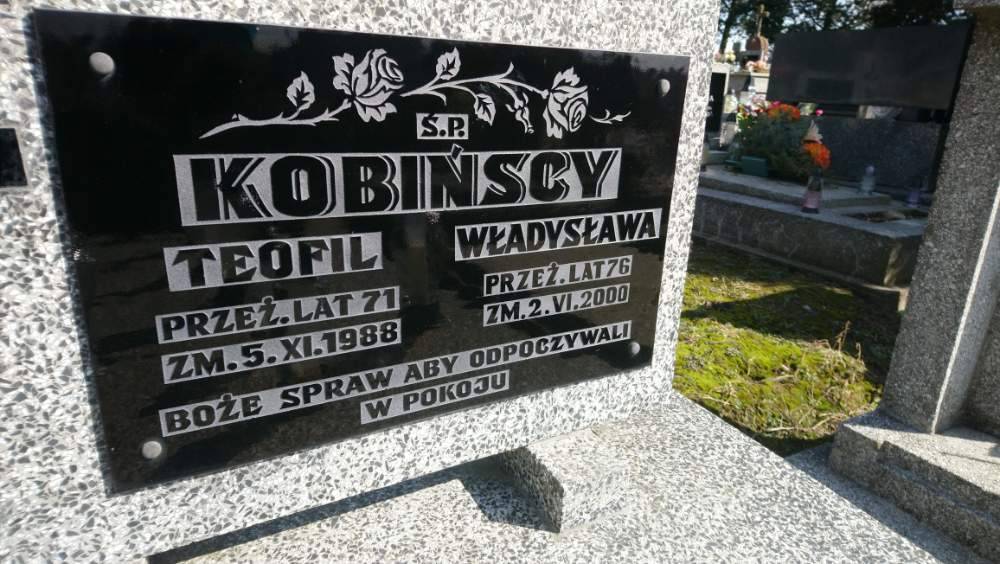 Ś.P.
KOBIŃSCY
TEOFIL
PRZEŻ. LAT 71
ZM. 5. XI. 1988
WŁADYSŁAWA
PRZEŻ. LAT 76
ZM. 2. VI. 2000
BOŻE SPRAW ABY ODPOCZYWALI
W POKOJU